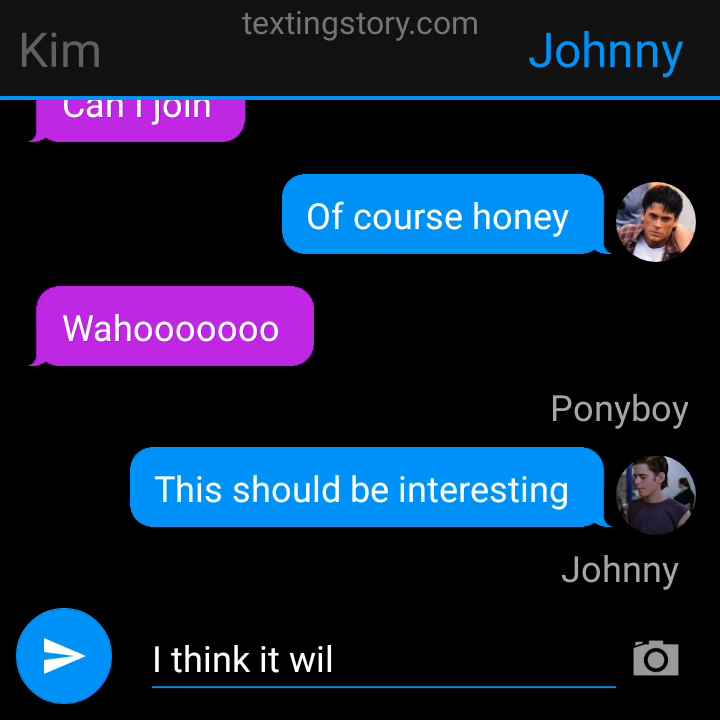 textingstory.com
Kim
Johnny
Can I join
Of course honey
Wahooooooo
Ponyboy
This should be interesting
Johnny
I think it wil